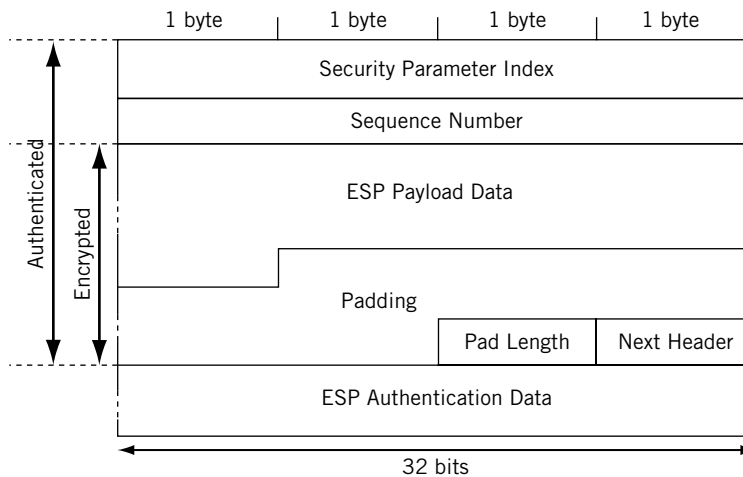 1 byte 1 byte 1 byte 1 byte
Security Parameter Index
Sequence Number
Authenticated
Encrypted
ESP Payload Data
Padding
Pad Length Next Header
ESP Authentication Data
32 bits